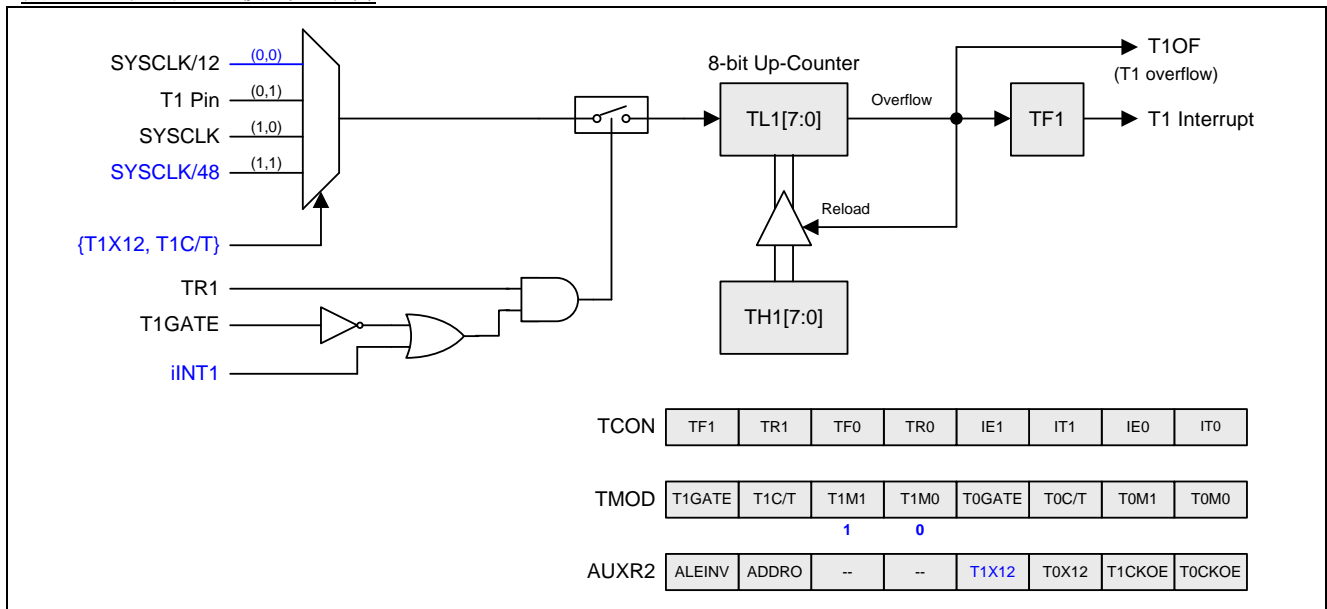 SYSCLK/12 (0,0)
T1 Pin (0,1)
SYSCLK (1,0)
SYSCLK/48 (1,1)
{T1X12, T1C/T}
TR1
T1GATE
iINT1
8-bit Up-Counter
TL1[7:0]
Overflow
T1OF
(T1 overflow)
TF1
T1 Interrupt
Reload
TH1[7:0]
TCON TF1 TR1 TF0 TR0 IE1 IT1 IE0 IT0
TMOD T1GATE T1C/T T1M1 T1M0 T0GATE T0C/T T0M1 T0M0
1 0
AUXR2 ALEINV ADDRO -- -- T1X12 T0X12 T1CKOE T0CKOE